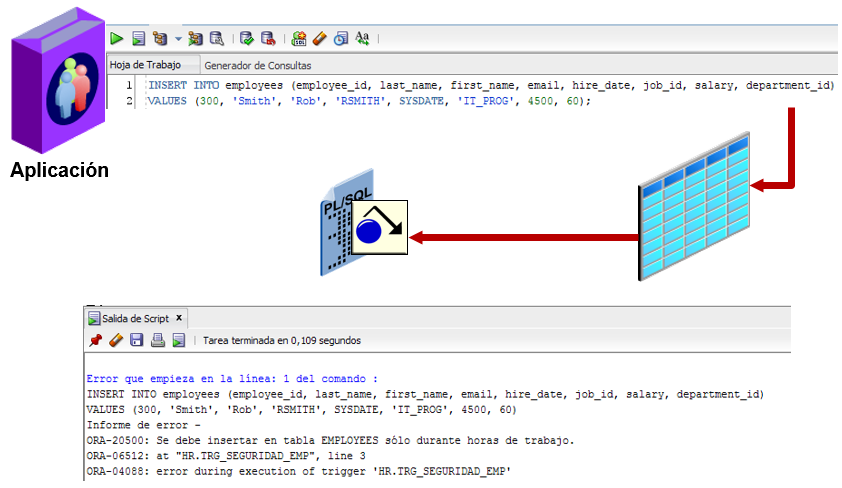 Hoja de Trabajo Generador de Consultas
1 INSERT INTO employees (employee_id, last_name, first_name, email, hire_date, job_id, salary, department_id)
2 VALUES (300, 'Smith', 'Rob', 'RSMITH', SYSDATE, 'IT_PROG', 4500, 60);
Aplicación
PL/SQL
Salida de Script x
Tarea terminada en 0,109 segundos
Error que empieza en la línea: 1 del comando :
INSERT INTO employees (employee_id, last_name, first_name, email, hire_date, job_id, salary, department_id)
VALUES (300, 'Smith', 'Rob', 'RSMITH', SYSDATE, 'IT_PROG', 4500, 60)
Informe de error -
ORA-20500: Se debe insertar en tabla EMPLOYEES sólo durante horas de trabajo.
ORA-06512: at "HR.TRG_SEGURIDAD_EMP", line 3
ORA-04088: error during execution of trigger 'HR.TRG_SEGURIDAD_EMP'